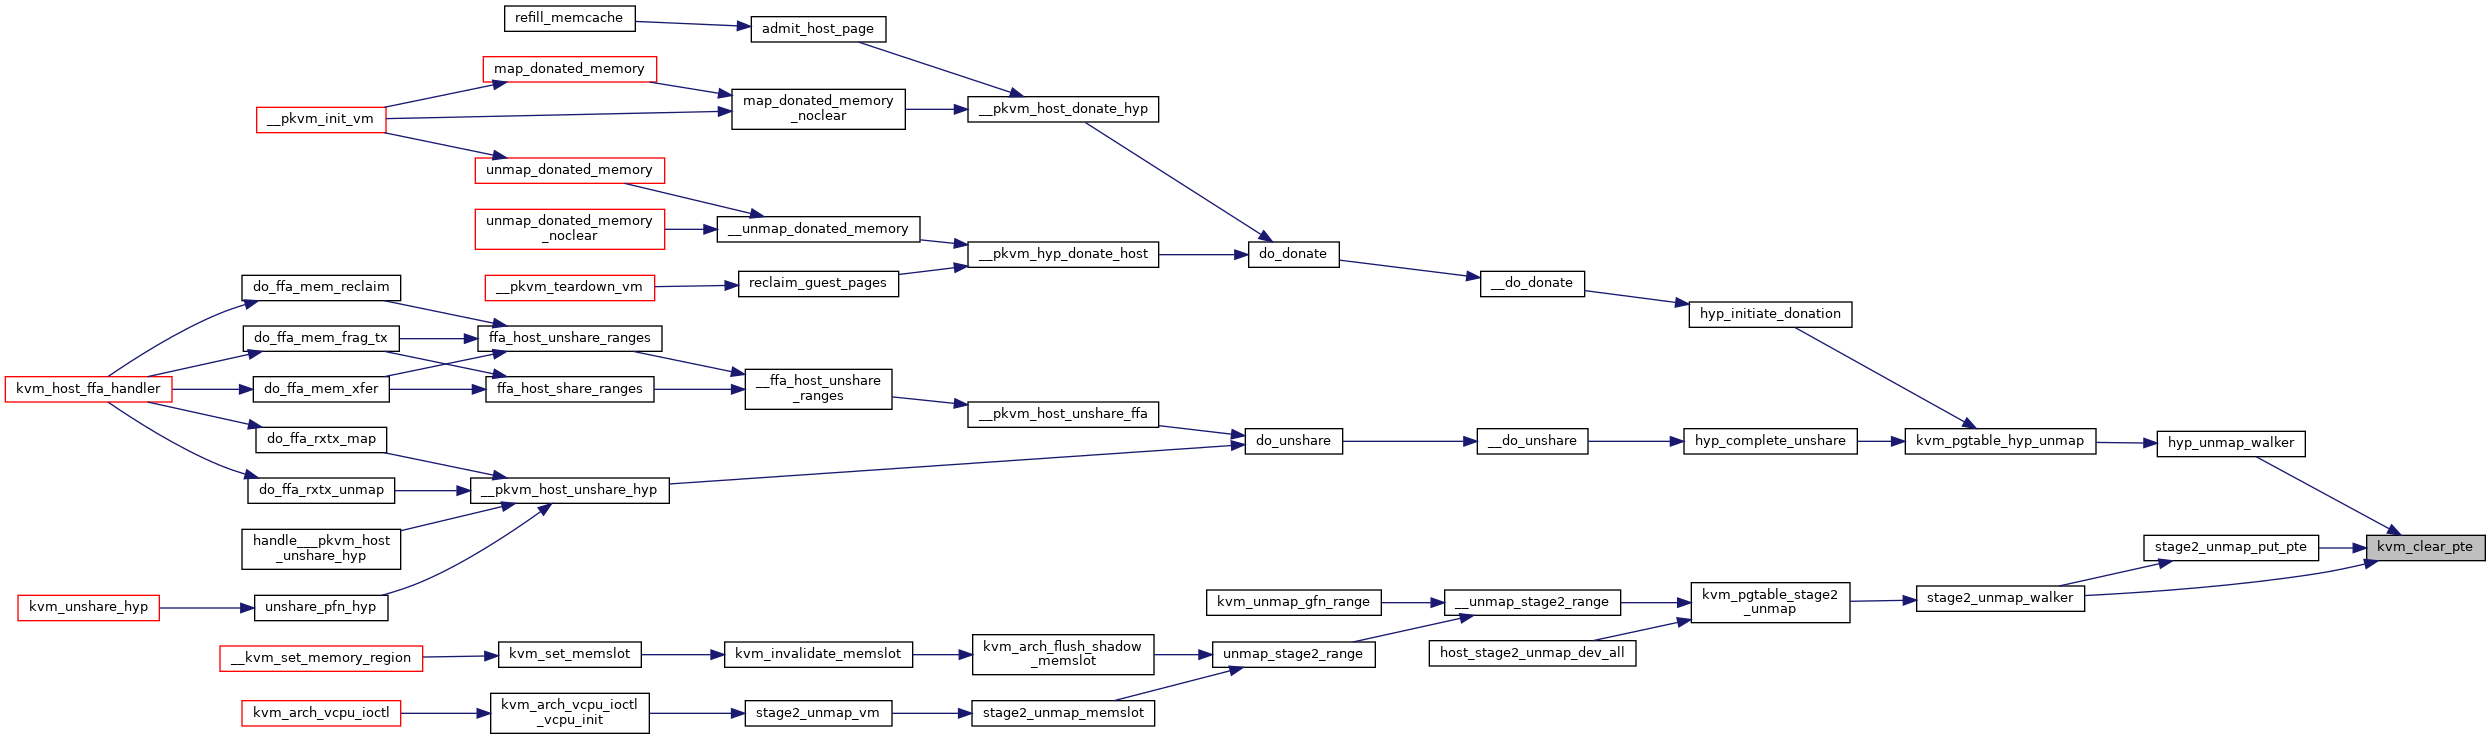 refill_memcache
admit_host_page
map_donated_memory
map_donated_memory
_noclear
__pkvm_host_donate_hyp
__pkvm_init_vm
unmap_donated_memory
unmap_donated_memory
_noclear
__unmap_donated_memory
__pkvm_hyp_donate_host
do_donate
__do_donate
hyp_initiate_donation
__pkvm_teardown_vm
reclaim_guest_pages
do_ffa_mem_reclaim
do_ffa_mem_frag_tx
ffa_host_unshare_ranges
kvm_host_ffa_handler
do_ffa_mem_xfer
ffa_host_share_ranges
__ffa_host_unshare
_ranges
__pkvm_host_unshare_ffa
do_ffa_rxtx_map
do_unshare
__do_unshare
hyp_complete_unshare
kvm_pgtable_hyp_unmap
hyp_unmap_walker
do_ffa_rxtx_unmap
__pkvm_host_unshare_hyp
handle___pkvm_host
_unshare_hyp
stage2_unmap_put_pte
kvm_clear_pte
kvm_unshare_hyp
unshare_pfn_hyp
kvm_unmap_gfn_range
__unmap_stage2_range
kvm_pgtable_stage2
_unmap
stage2_unmap_walker
__kvm_set_memory_region
kvm_set_memslot
kvm_invalidate_memslot
kvm_arch_flush_shadow
_memslot
unmap_stage2_range
host_stage2_unmap_dev_all
kvm_arch_vcpu_ioctl
kvm_arch_vcpu_ioctl
_vcpu_init
stage2_unmap_vm
stage2_unmap_memslot